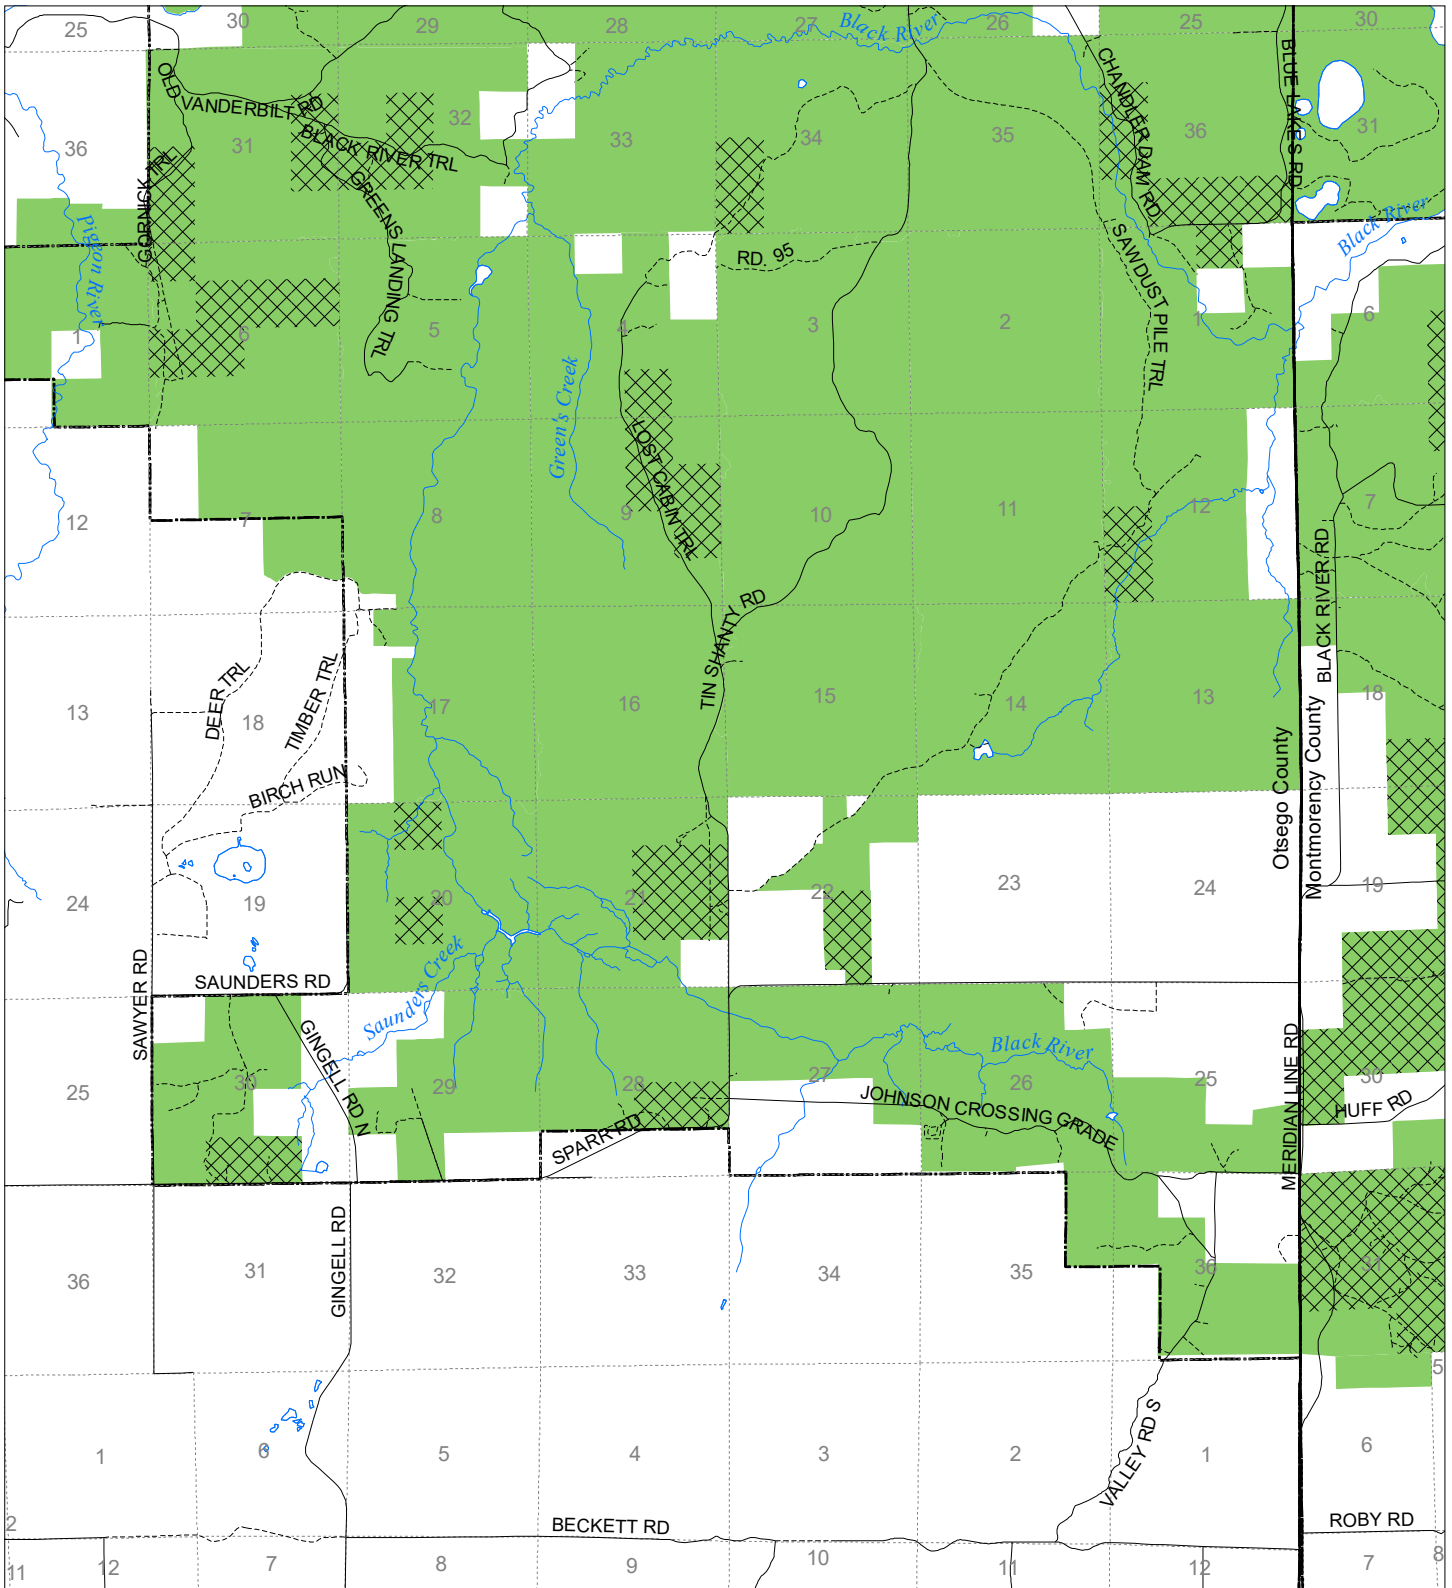 25
30
29
28
27
Black River
26
25
30
OLD VANDERBILT RD
BLACK RIVER TRL
CHANDLER DAM RD
BLUE LAKES RD
36
31
32
33
34
35
36
31
GORNICK TRL
GREENS LANDING TRL
Pigeon River
RD. 95
SAWDUST PILE TRL
Black River
1
6
5
4
3
2
1
6
Green's Creek
LOST CABIN TRL
12
7
8
9
10
11
12
7
BLACK RIVER RD
TIN SHANTY RD
DEER TRL
TIMBER TRL
13
18
17
16
15
14
13
18
BIRCH RUN
Otsego County
Montmorency County
24
19
20
21
22
23
24
19
SAWYER RD
SAUNDERS RD
Saunders Creek
GINGELL RD N
Black River
MERIDIAN LINE RD
25
30
29
28
27
26
25
30
JOHNSON CROSSING GRADE
HUFF RD
SPARR RD
GINGELL RD
36
31
32
33
34
35
36
31
5
1
6
5
4
3
2
1
6
VALLEY RD S
2
BECKETT RD
ROBY RD
11
12
7
8
9
10
11
12
7
8